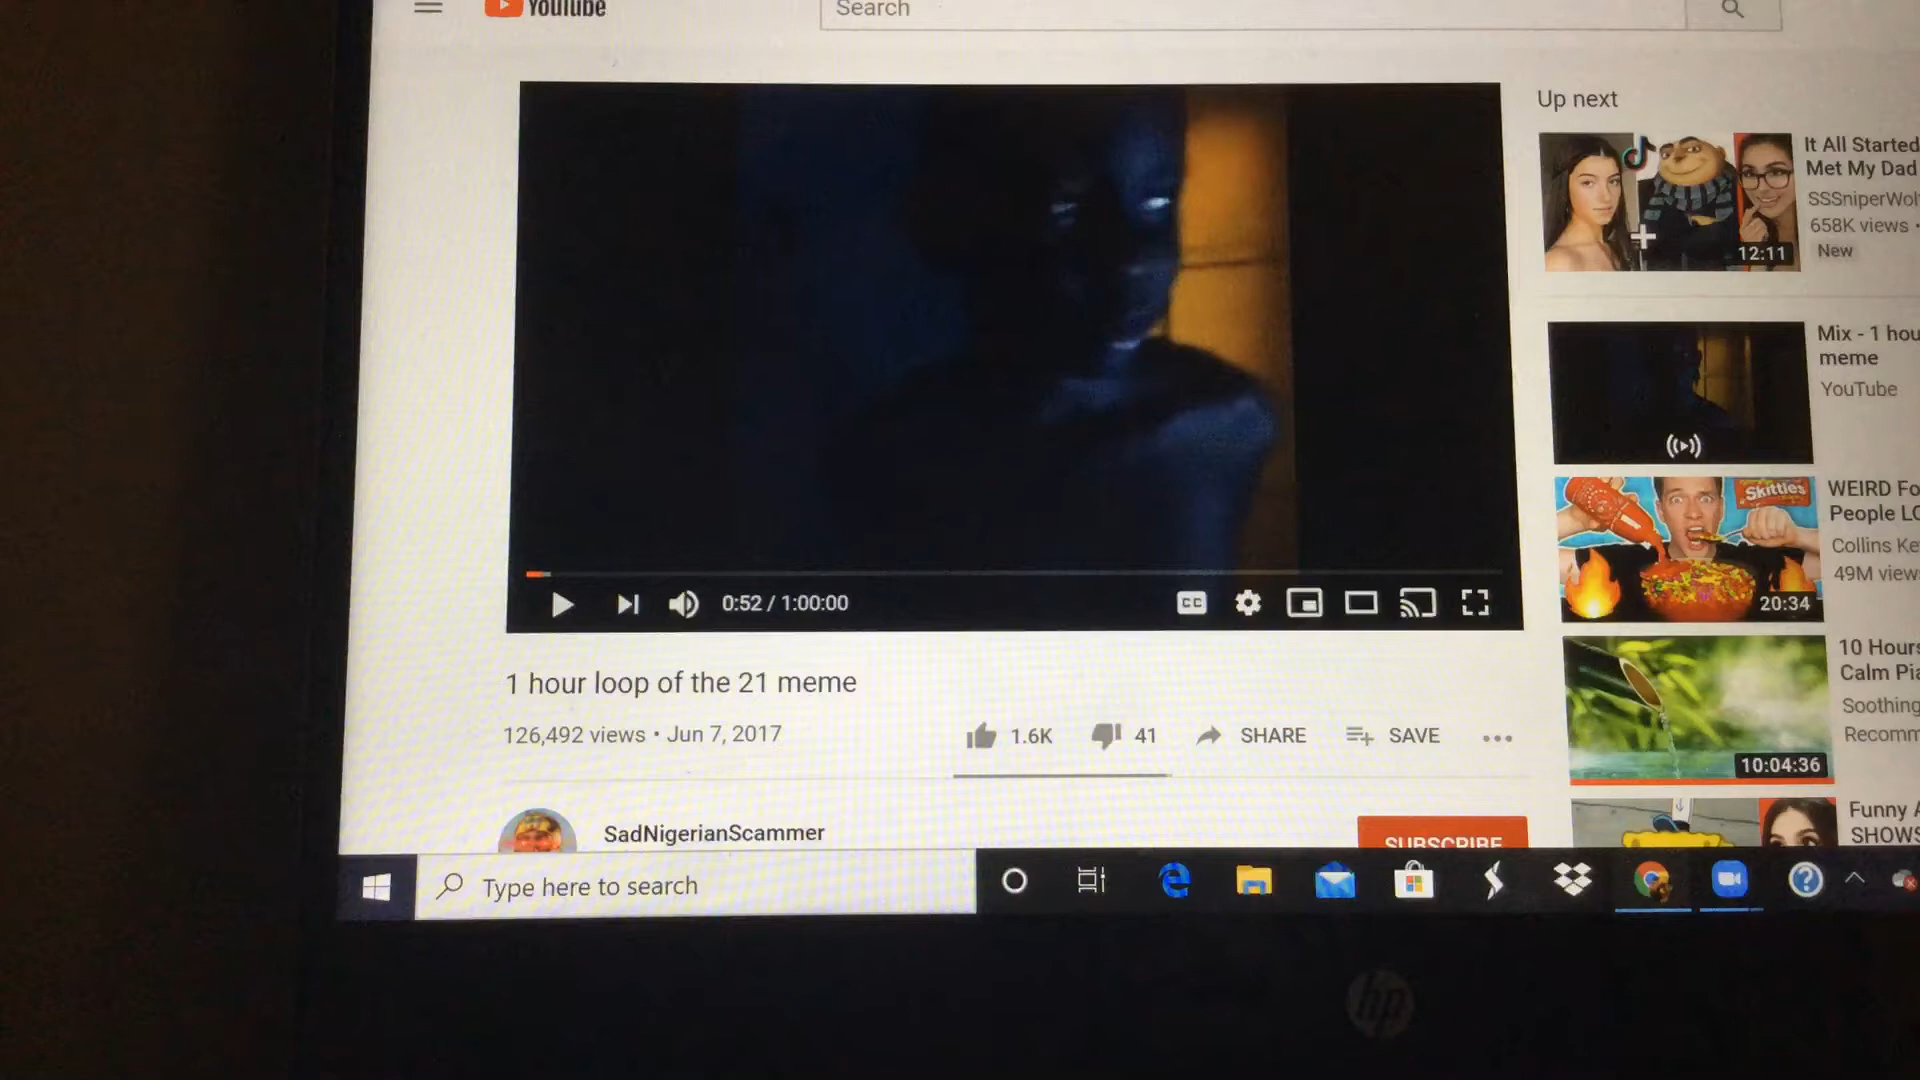 YouTube
Search
Up next
It All Started
Met My Dad
SSSniperWol
658K views •
New
12:11
Mix - 1 hou
meme
YouTube
Skittles
WEIRD Fo
People LO
Collins Ke
49M views
20:34
CC
0:52 / 1:00:00
1 hour loop of the 21 meme
126,492 views • Jun 7, 2017
1.6K
41
SHARE
SAVE
10 Hours
Calm Pia
Soothing
Recomm
10:04:36
SadNigerianScammer
SUBSCRIBE
Funny A
SHOWS
Type here to search
hp